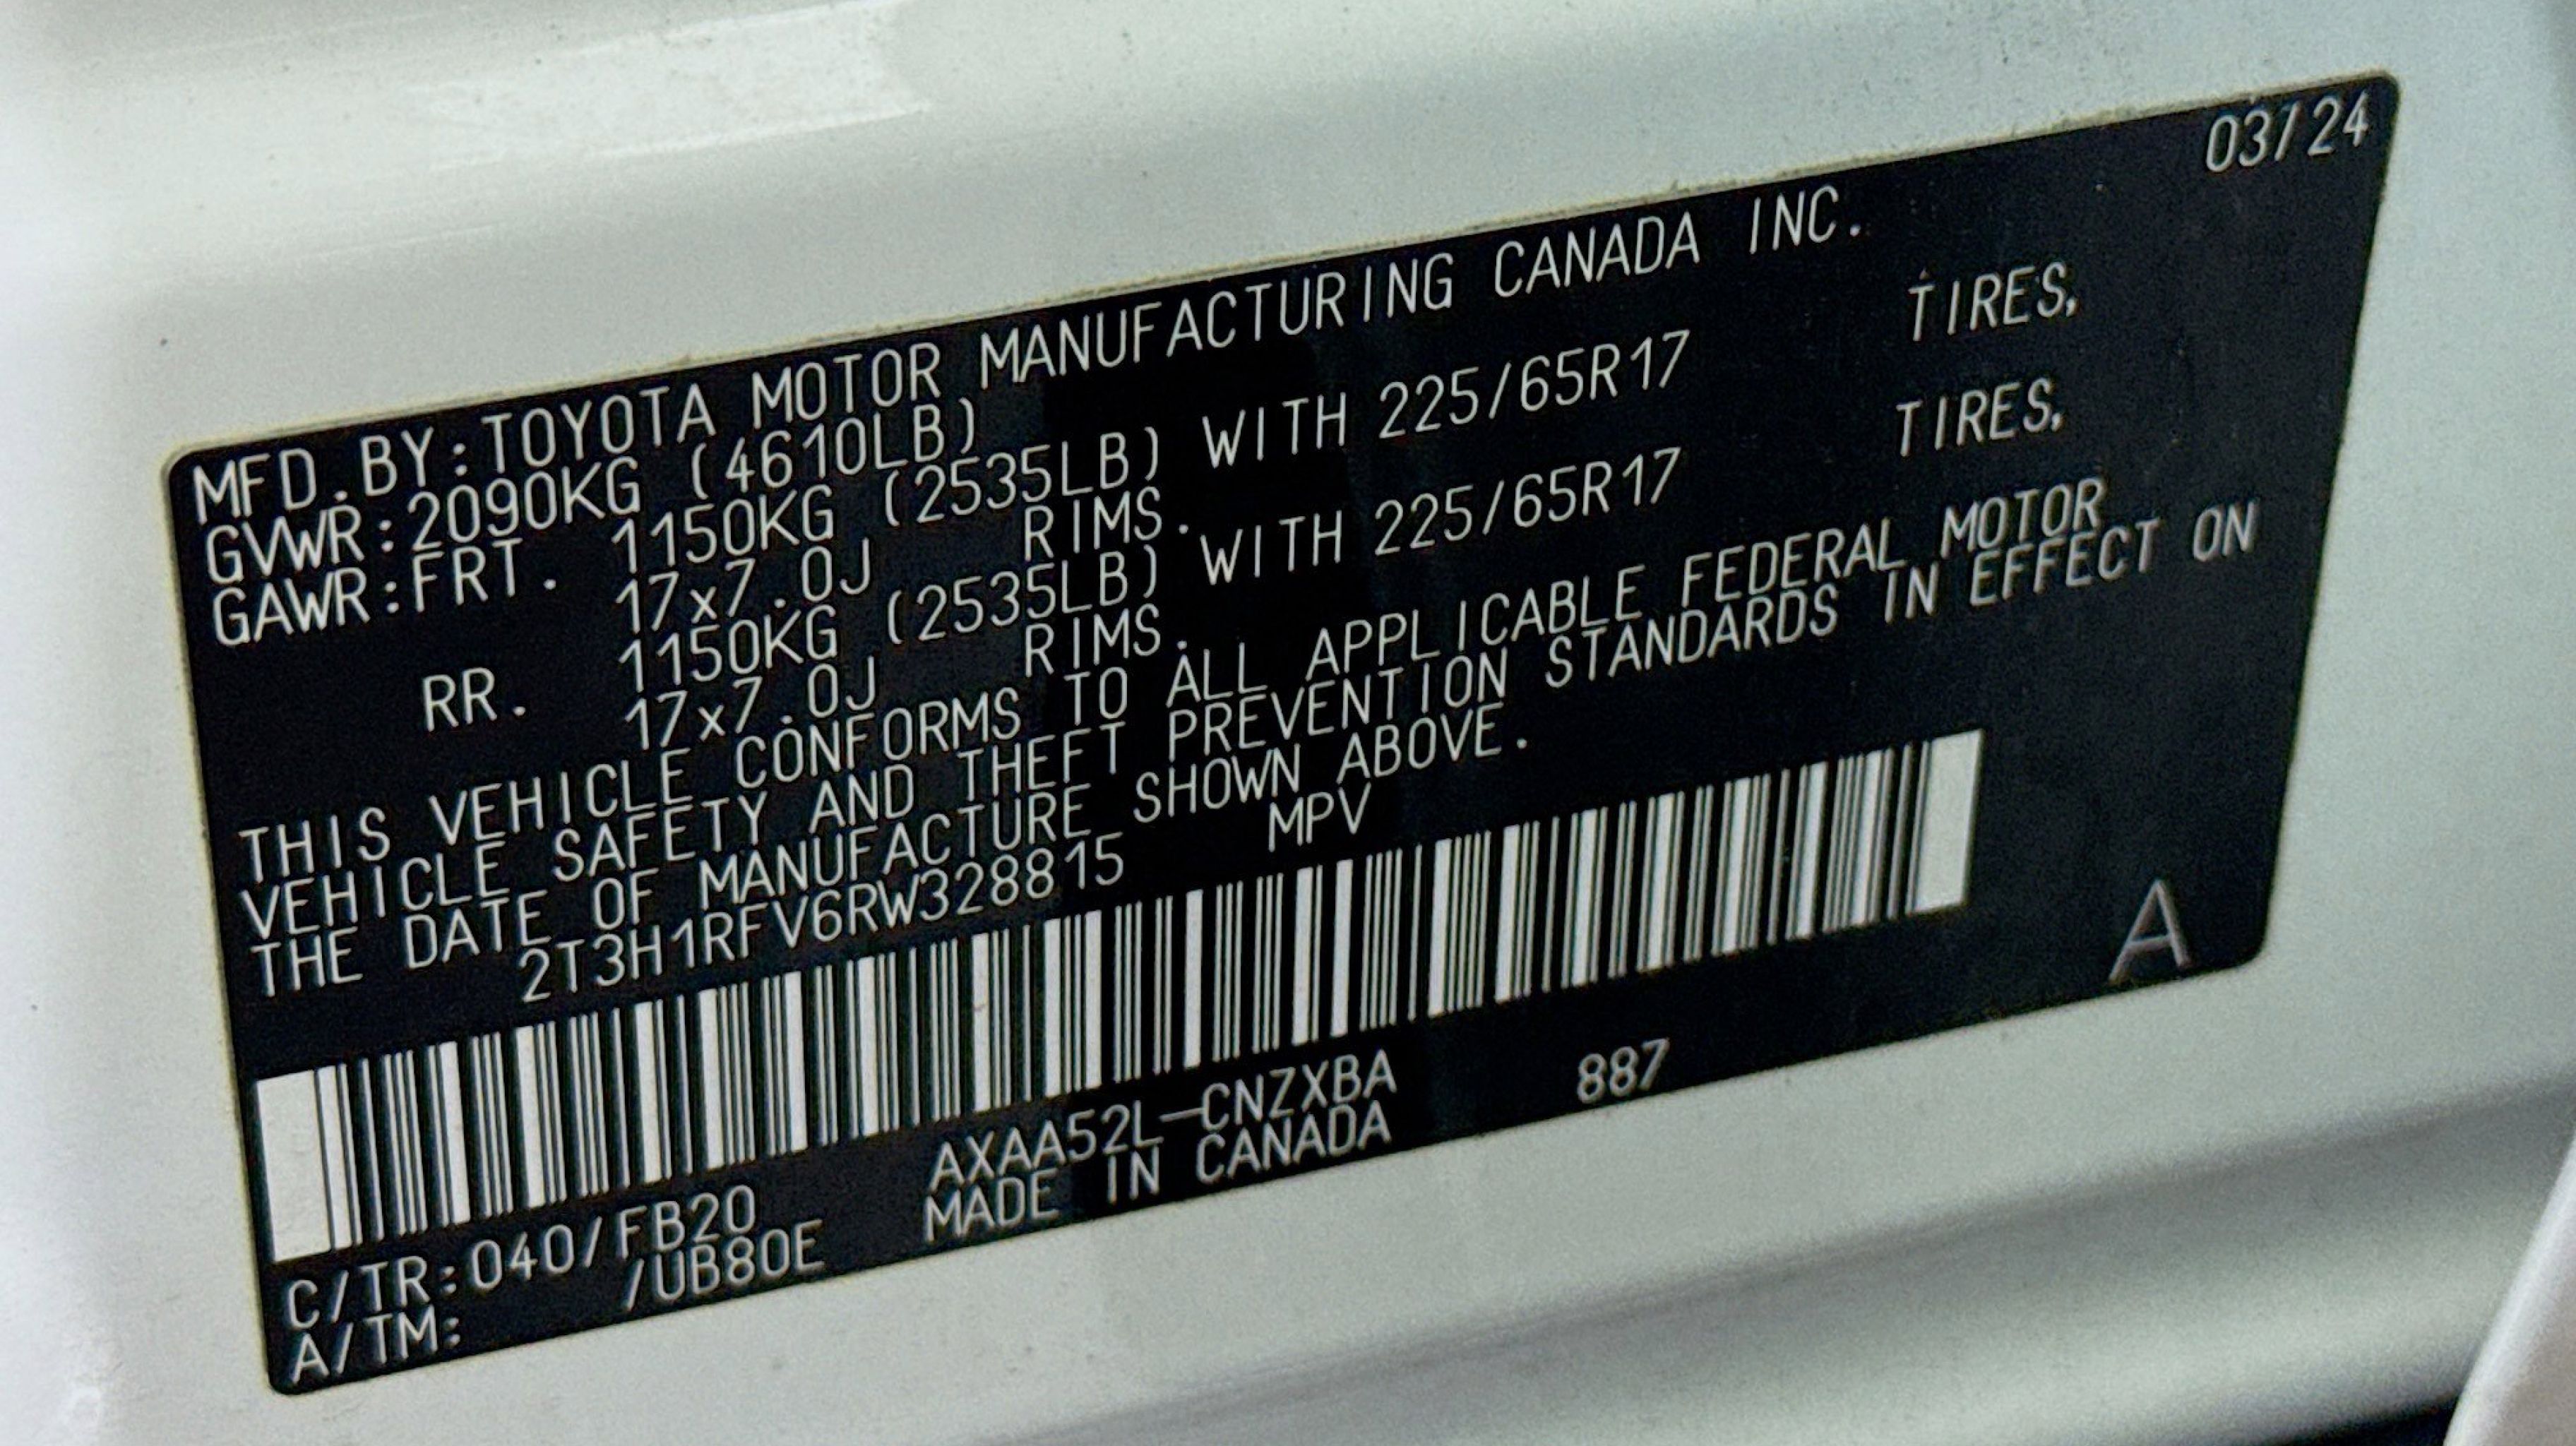 03/24
MFD.BY:TOYOTA MOTOR MANUFACTURING CANADA INC.
GVWR:2090KG (4610LB)
GAWR:FRT. 1150KG (2535LB) WITH 225/65R17 TIRES,
17x7.0J RIMS.
RR. 1150KG (2535LB) WITH 225/65R17 TIRES,
17x7.0J RIMS.
THIS VEHICLE CONFORMS TO ALL APPLICABLE FEDERAL MOTOR
VEHICLE SAFETY AND THEFT PREVENTION STANDARDS IN EFFECT ON
THE DATE OF MANUFACTURE SHOWN ABOVE.
2T3H1RFV6RW328815 MPV
A
C/TR:040/FB20 AXAA52L-CNZXBA 887
A/TM: /UB80E MADE IN CANADA